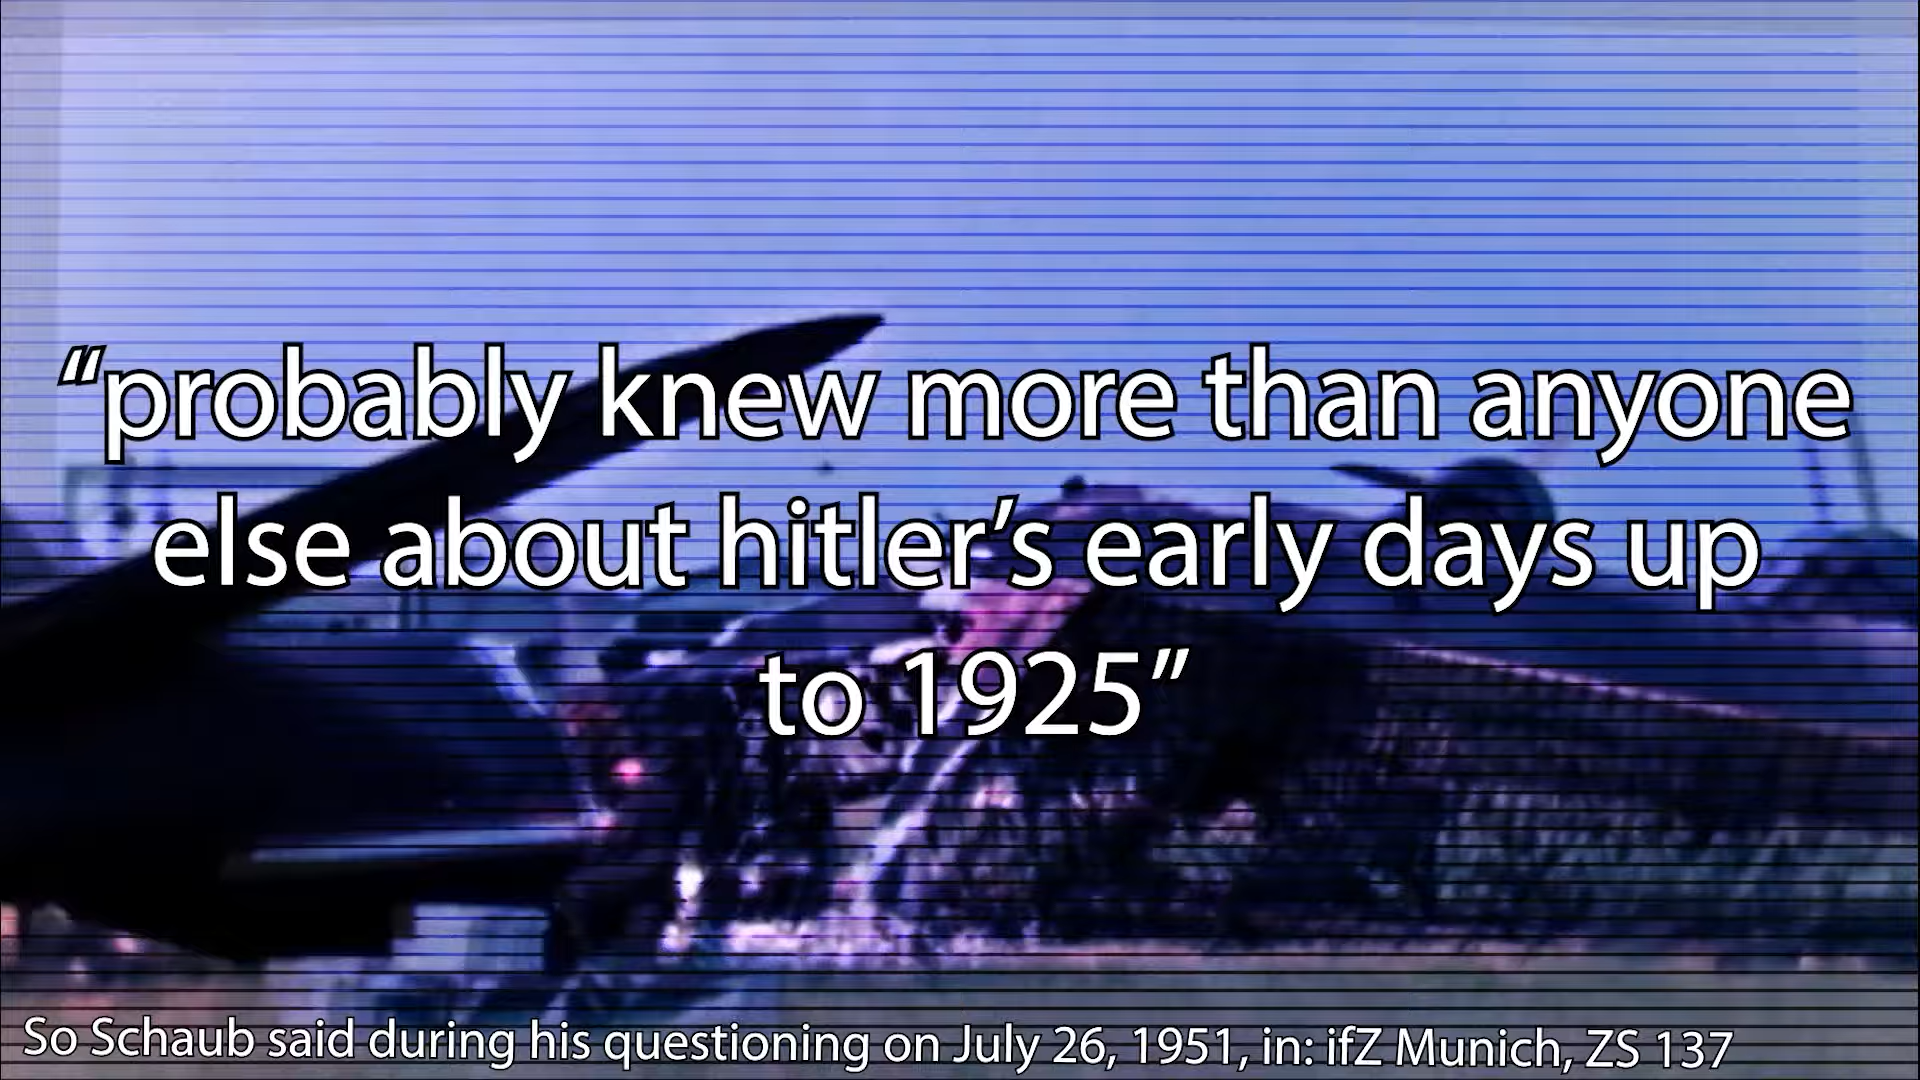 “probably knew more than anyone
else about hitler’s early days up
to 1925”
So Schaub said during his questioning on July 26, 1951, in: ifZ Munich, ZS 137